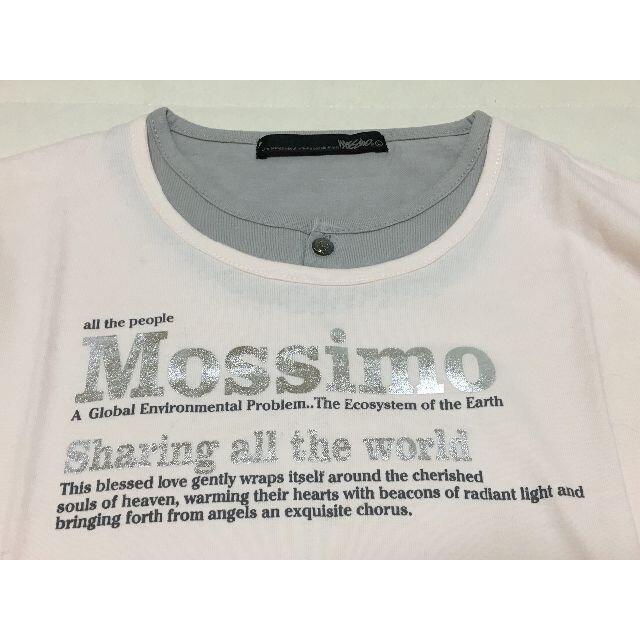 mossimo
all the people
Mossimo
A Global Environmental Problem..The Ecosystem of the Earth
Sharing all the world
This blessed love gently wraps itself around the cherished
souls of heaven, warming their hearts with beacons of radiant light and
bringing forth from angels an exquisite chorus.